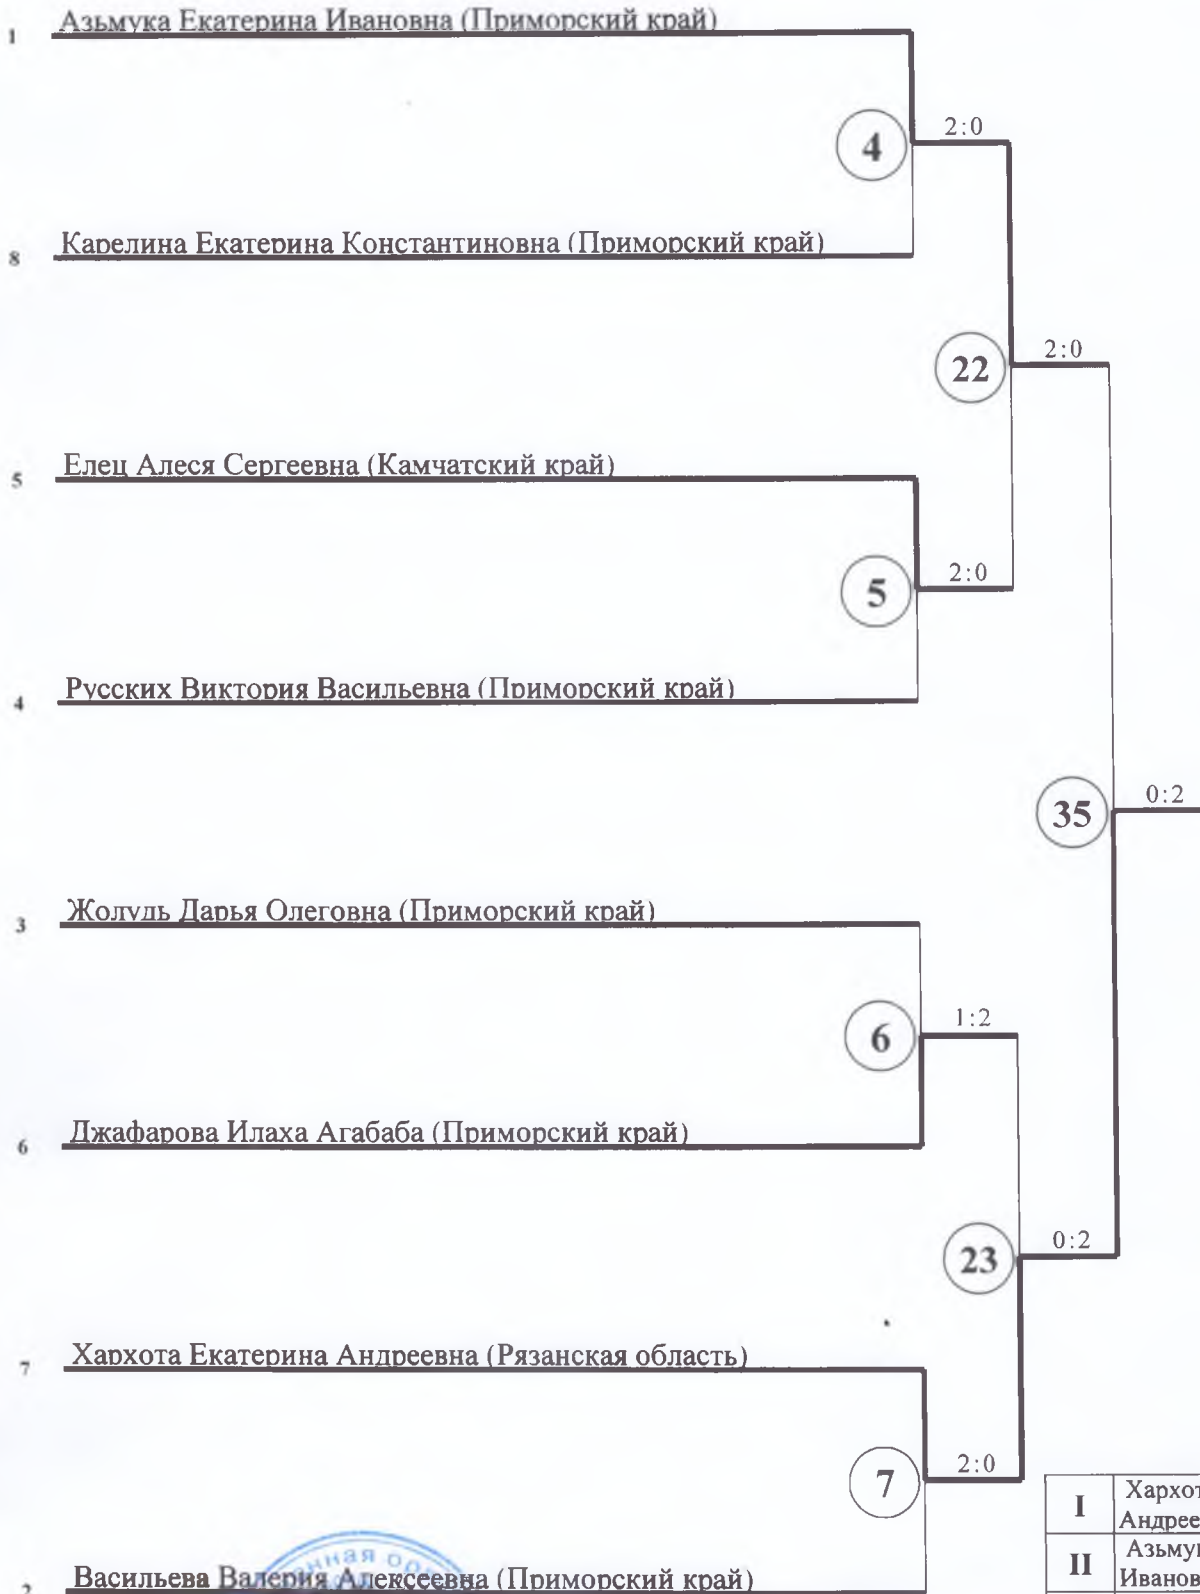 1 Азьмука Екатерина Ивановна (Приморский край)
4 2:0
8 Карелина Екатерина Константиновна (Приморский край)
22 2:0
5 Елец Алеся Сергеевна (Камчатский край)
5 2:0
4 Русских Виктория Васильевна (Приморский край)
35 0:2
3 Жолудь Дарья Олеговна (Приморский край)
6 1:2
6 Джафарова Илаха Агабаба (Приморский край)
23 0:2
7 Хархота Екатерина Андреевна (Рязанская область)
7 2:0
I Хархот
Андрее
II Азьму
Иванов
2 Васильева Валерия Алексеевна (Приморский край)